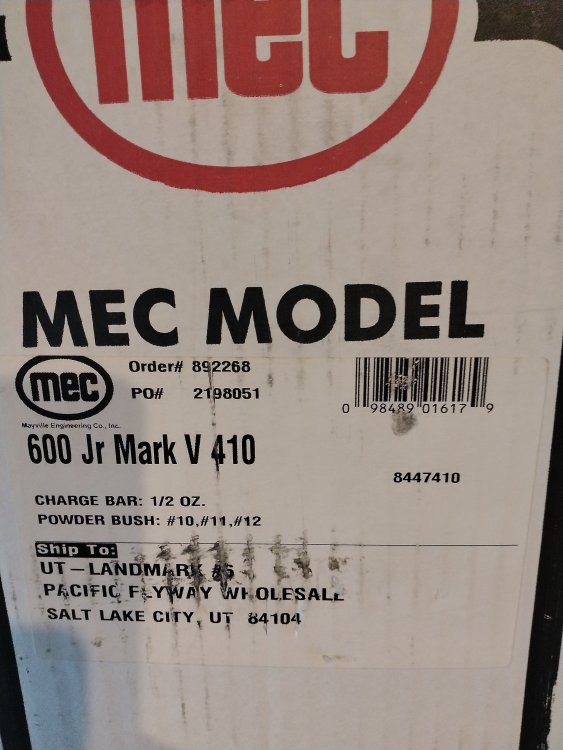 mec
MEC MODEL
mec
Order# 892268
PO# 2198051
Mayville Engineering Co., Inc.
0 98489 01617 9
600 Jr Mark V 410
8447410
CHARGE BAR: 1/2 OZ.
POWDER BUSH: #10,#11,#12
Ship To:
UT-LANDMARK #6
PACIFIC FLYWAY WHOLESALE
SALT LAKE CITY, UT 84104